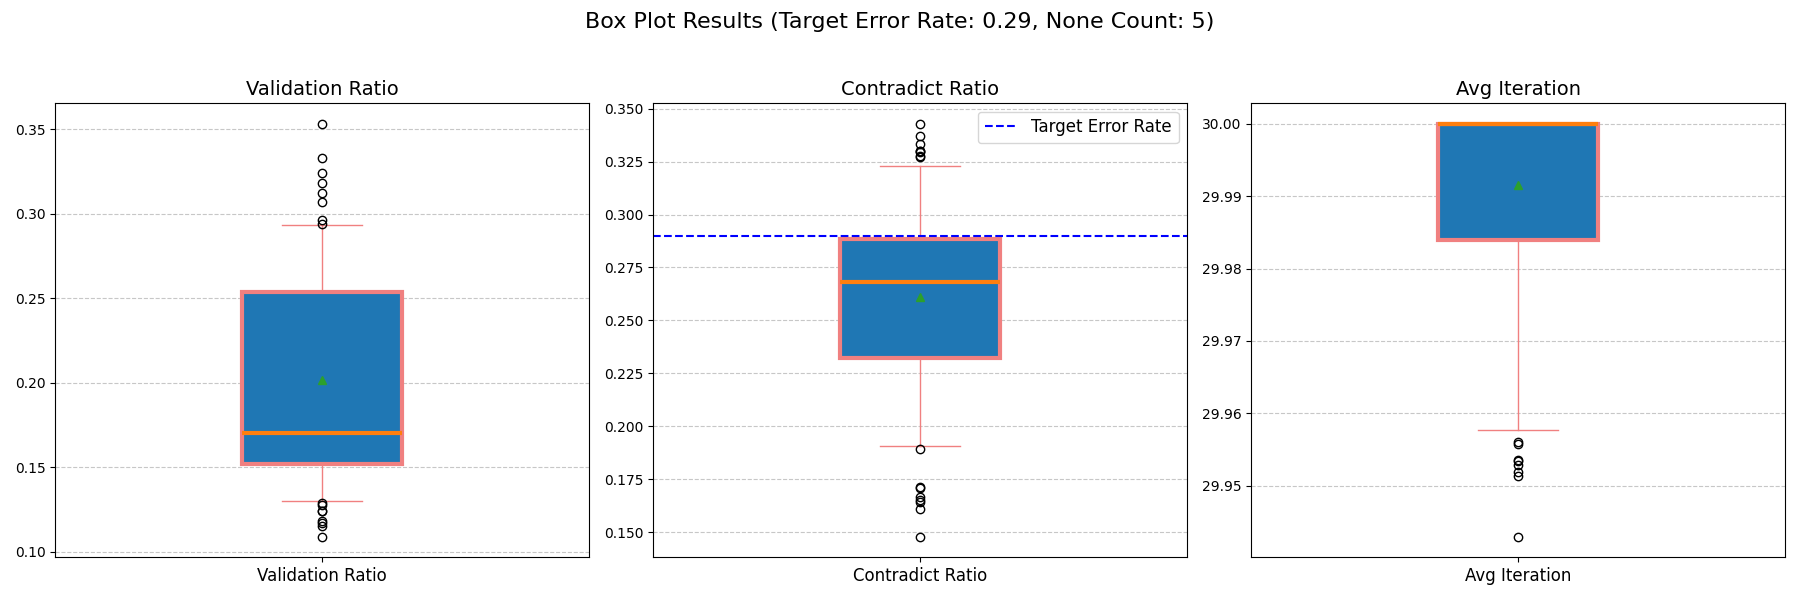 Box Plot Results (Target Error Rate: 0.29, None Count: 5)
Validation Ratio
0.35
0.30
0.25
0.20
0.15
0.10
Validation Ratio
Contradict Ratio
Target Error Rate
0.350
0.325
0.300
0.275
0.250
0.225
0.200
0.175
0.150
Contradict Ratio
Avg Iteration
30.00
29.99
29.98
29.97
29.96
29.95
Avg Iteration